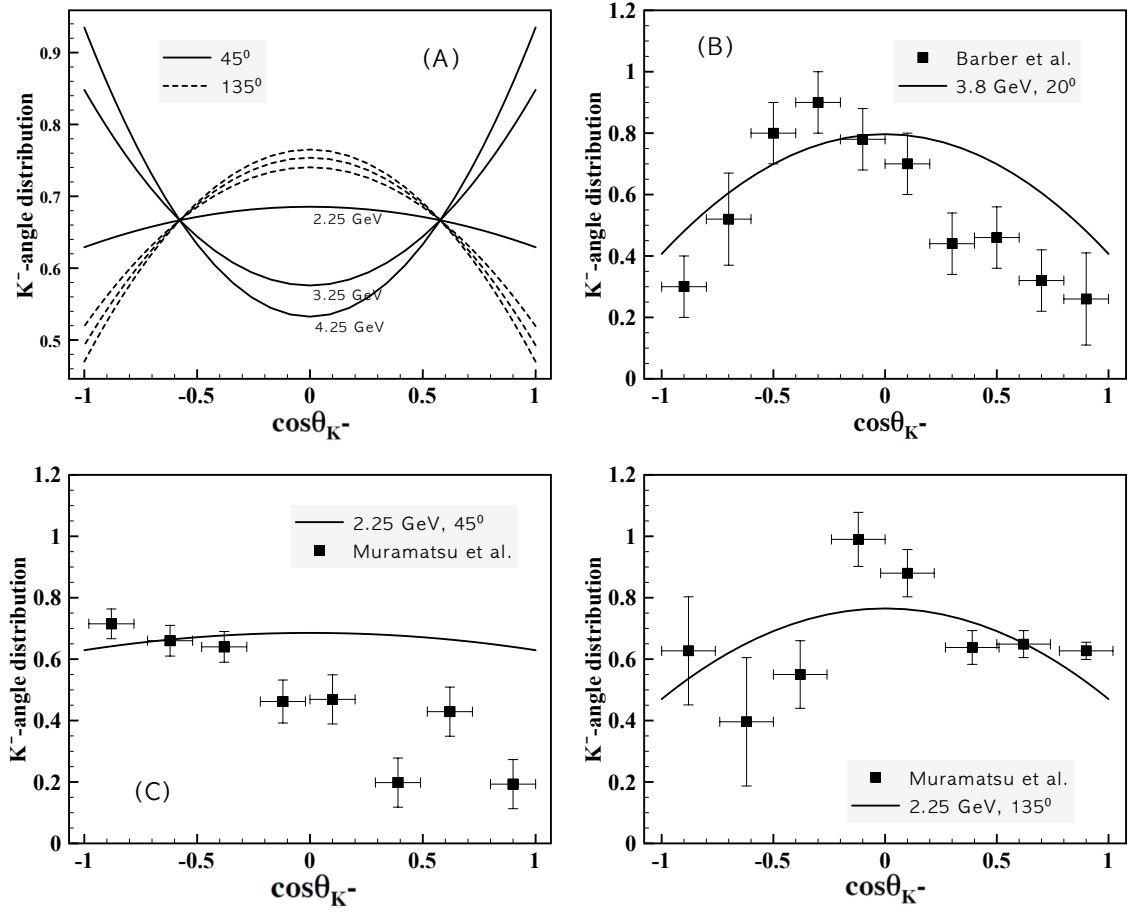 K⁻-angle distribution
0.9
0.8
0.7
0.6
0.5
45⁰
135⁰
(A)
2.25 GeV
3.25 GeV
4.25 GeV
-1 -0.5 0 0.5 1
cosθK-
K⁻-angle distribution
1.2
1
0.8
0.6
0.4
0.2
0
(B)
Barber et al.
3.8 GeV, 20⁰
-1 -0.5 0 0.5 1
cosθK-
K⁻-angle distribution
1.2
1
0.8
0.6
0.4
0.2
0
2.25 GeV, 45⁰
Muramatsu et al.
(C)
-1 -0.5 0 0.5 1
cosθK-
K⁻-angle distribution
1.2
1
0.8
0.6
0.4
0.2
0
Muramatsu et al.
2.25 GeV, 135⁰
-1 -0.5 0 0.5 1
cosθK-